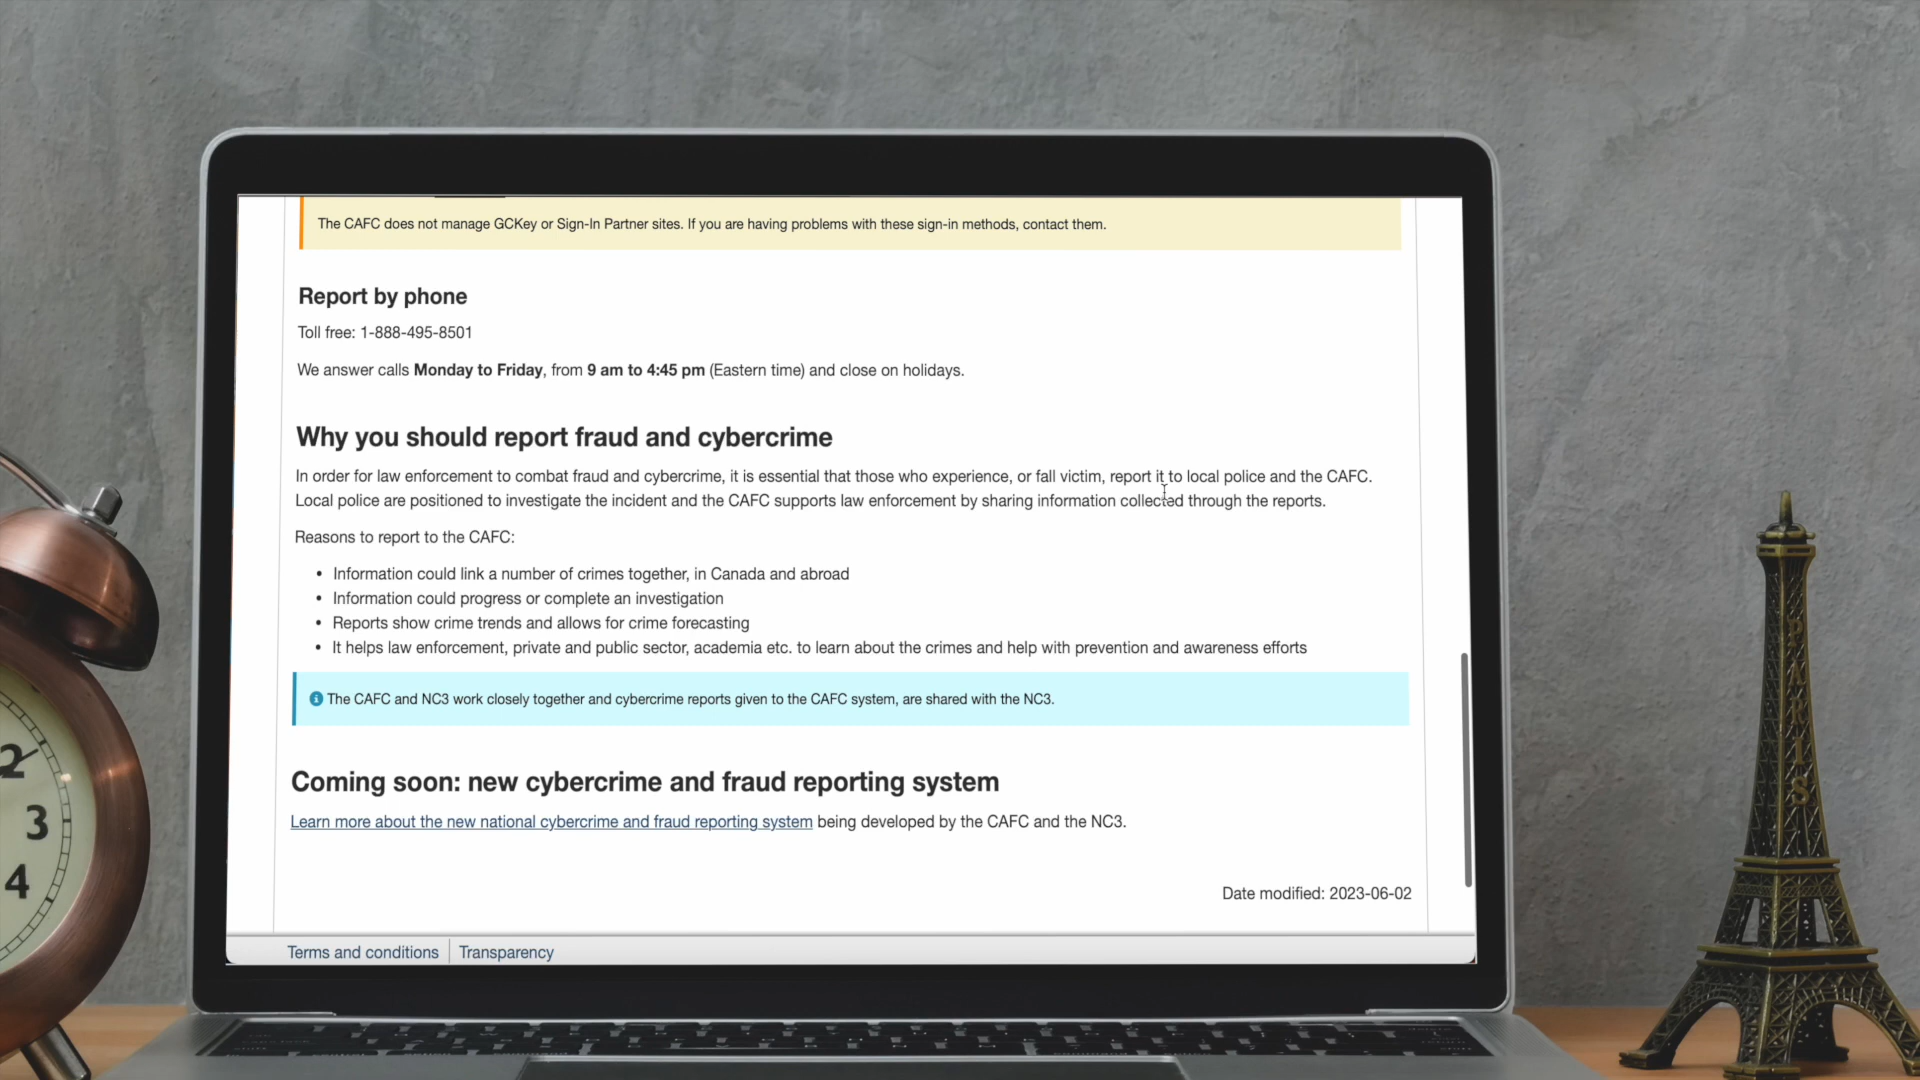 The CAFC does not manage GCKey or Sign-In Partner sites. If you are having problems with these sign-in methods, contact them.
Report by phone
Toll free: 1-888-495-8501
We answer calls Monday to Friday, from 9 am to 4:45 pm (Eastern time) and close on holidays.
Why you should report fraud and cybercrime
In order for law enforcement to combat fraud and cybercrime, it is essential that those who experience, or fall victim, report it to local police and the CAFC.
Local police are positioned to investigate the incident and the CAFC supports law enforcement by sharing information collected through the reports.
Reasons to report to the CAFC:
• Information could link a number of crimes together, in Canada and abroad
• Information could progress or complete an investigation
• Reports show crime trends and allows for crime forecasting
• It helps law enforcement, private and public sector, academia etc. to learn about the crimes and help with prevention and awareness efforts
The CAFC and NC3 work closely together and cybercrime reports given to the CAFC system, are shared with the NC3.
Coming soon: new cybercrime and fraud reporting system
Learn more about the new national cybercrime and fraud reporting system being developed by the CAFC and the NC3.
Date modified: 2023-06-02
Terms and conditions
Transparency
2
3
4
PARIS